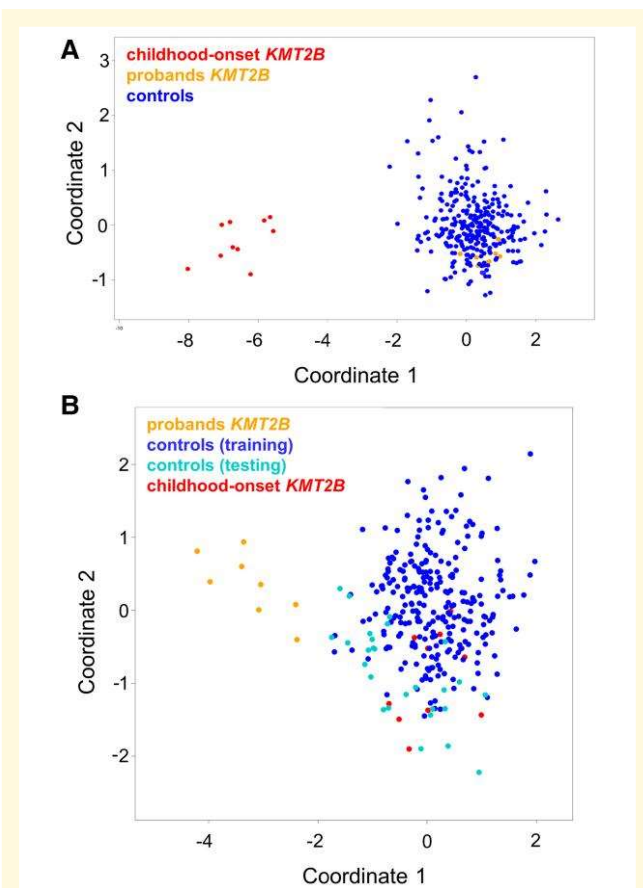 A
childhood-onset KMT2B
probands KMT2B
controls
3
2
1
0
-1
Coordinate 2
-8
-6
-4
-2
0
2
Coordinate 1
B
probands KMT2B
controls (training)
controls (testing)
childhood-onset KMT2B
2
1
0
-1
-2
Coordinate 2
-4
-2
0
2
Coordinate 1